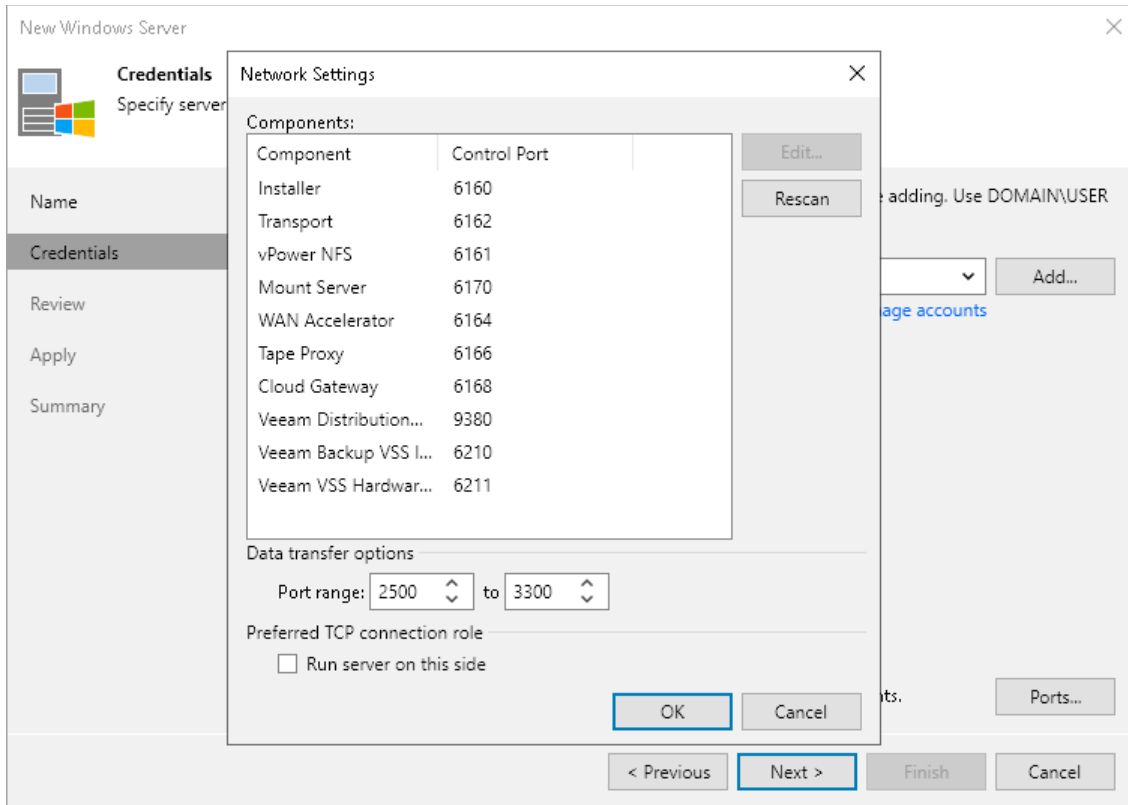 New Windows Server
Credentials
Specify server
Name
Credentials
Review
Apply
Summary
Network Settings
Components:
Component Control Port
Installer 6160
Transport 6162
vPower NFS 6161
Mount Server 6170
WAN Accelerator 6164
Tape Proxy 6166
Cloud Gateway 6168
Veeam Distribution... 9380
Veeam Backup VSS I... 6210
Veeam VSS Hardwar... 6211
Edit...
Rescan
Data transfer options
Port range: 2500 to 3300
Preferred TCP connection role
Run server on this side
OK Cancel
adding. Use DOMAIN\USER
Add...
accounts
Ports...
< Previous Next > Finish Cancel